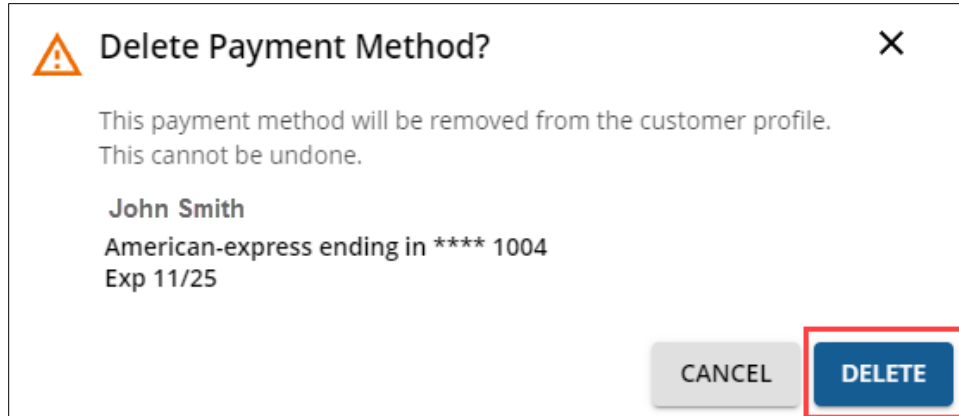 Delete Payment Method?
This payment method will be removed from the customer profile.
This cannot be undone.
John Smith
American-express ending in **** 1004
Exp 11/25
CANCEL
DELETE